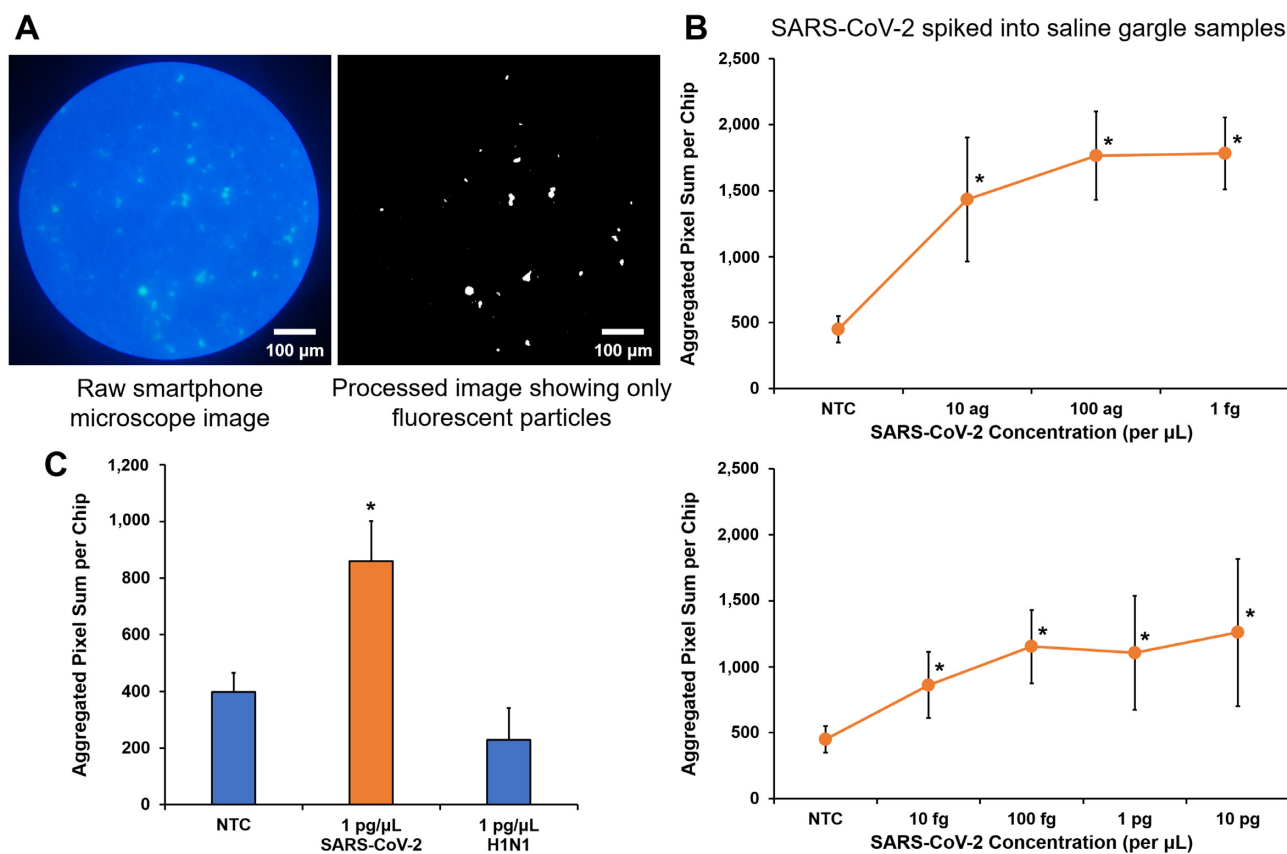 A
100 µm
100 µm
Raw smartphone
microscope image
Processed image showing only
fluorescent particles
B
SARS-CoV-2 spiked into saline gargle samples
Aggregated Pixel Sum per Chip
2,500
2,000
1,500
1,000
500
0
*
*
*
NTC
10 ag
100 ag
1 fg
SARS-CoV-2 Concentration (per µL)
C
Aggregated Pixel Sum per Chip
1,200
1,000
800
600
400
200
0
*
NTC
1 pg/µL
SARS-CoV-2
1 pg/µL
H1N1
Aggregated Pixel Sum per Chip
2,500
2,000
1,500
1,000
500
0
*
*
*
*
NTC
10 fg
100 fg
1 pg
10 pg
SARS-CoV-2 Concentration (per µL)